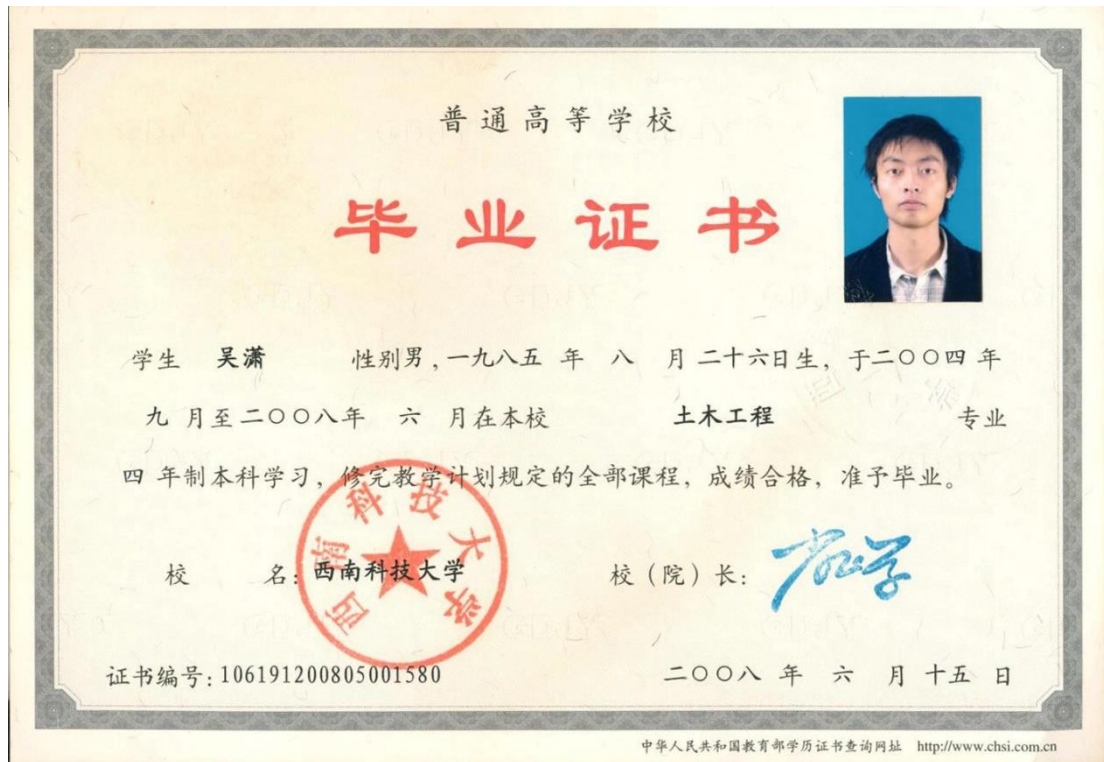 普通高等学校
毕业证书
学生 吴潇 性别男，一九八五 年 八 月 二十六日生，于二〇〇四 年
九 月至二〇〇八年 六 月在本校 土木工程 专业
四 年制本科学习，修完教学计划规定的全部课程，成绩合格，准予毕业。
西南科技大学
校 名：西南科技大学 校（院）长：
证书编号：106191200805001580 二〇〇八 年 六 月 十五 日
中华人民共和国教育部学历证书查询网址 http://www.chsi.com.cn